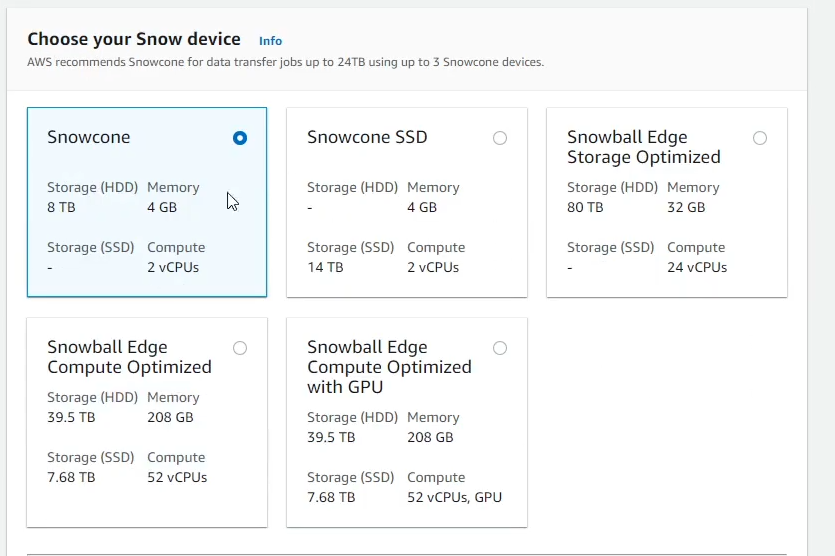 Choose your Snow device Info
AWS recommends Snowcone for data transfer jobs up to 24TB using up to 3 Snowcone devices.
Snowcone
Storage (HDD) Memory
8 TB 4 GB
Storage (SSD) Compute
- 2 vCPUs
Snowcone SSD
Storage (HDD) Memory
- 4 GB
Storage (SSD) Compute
14 TB 2 vCPUs
Snowball Edge
Storage Optimized
Storage (HDD) Memory
80 TB 32 GB
Storage (SSD) Compute
- 24 vCPUs
Snowball Edge
Compute Optimized
Storage (HDD) Memory
39.5 TB 208 GB
Storage (SSD) Compute
7.68 TB 52 vCPUs
Snowball Edge
Compute Optimized
with GPU
Storage (HDD) Memory
39.5 TB 208 GB
Storage (SSD) Compute
7.68 TB 52 vCPUs, GPU